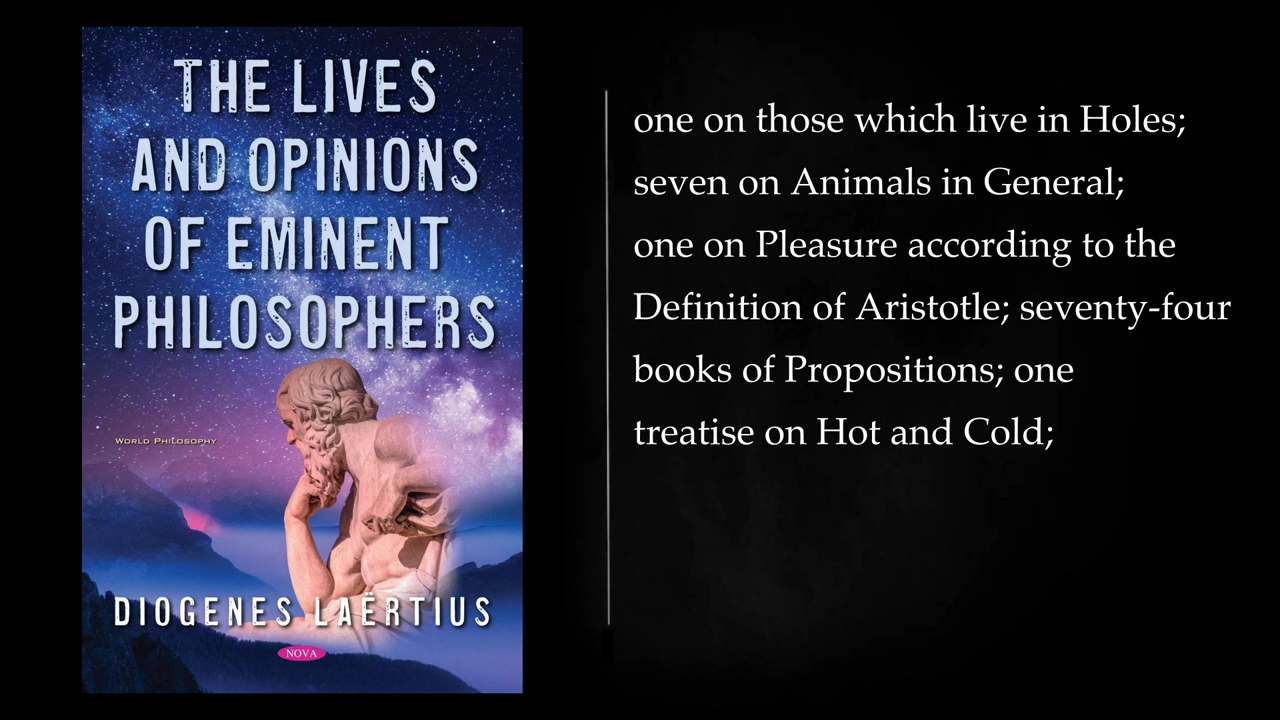 THE LIVES
AND OPINIONS
OF EMINENT
PHILOSOPHERS
WORLD PHILOSOPHY
DIOGENES LAËRTIUS
NOVA
one on those which live in Holes;
seven on Animals in General;
one on Pleasure according to the
Definition of Aristotle; seventy-four
books of Propositions; one
treatise on Hot and Cold;